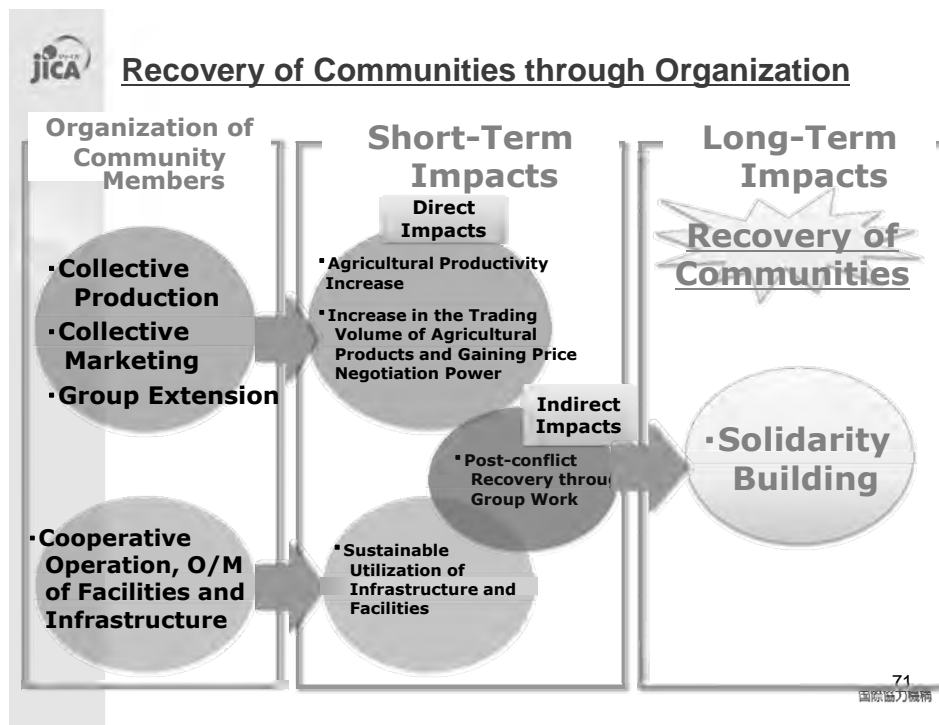 jICA
Recovery of Communities through Organization
Organization of
Community
Members
·Collective
Production
·Collective
Marketing
·Group Extension
·Cooperative
Operation, O/M
of Facilities and
Infrastructure
Short-Term
Impacts
Direct
Impacts
·Agricultural Productivity
Increase
·Increase in the Trading
Volume of Agricultural
Products and Gaining Price
Negotiation Power
Indirect
Impacts
·Post-conflict
Recovery throug
Group Work
·Sustainable
Utilization of
Infrastructure and
Facilities
Long-Term
Impacts
Recovery of
Communities
·Solidarity
Building
71
国際協力機構